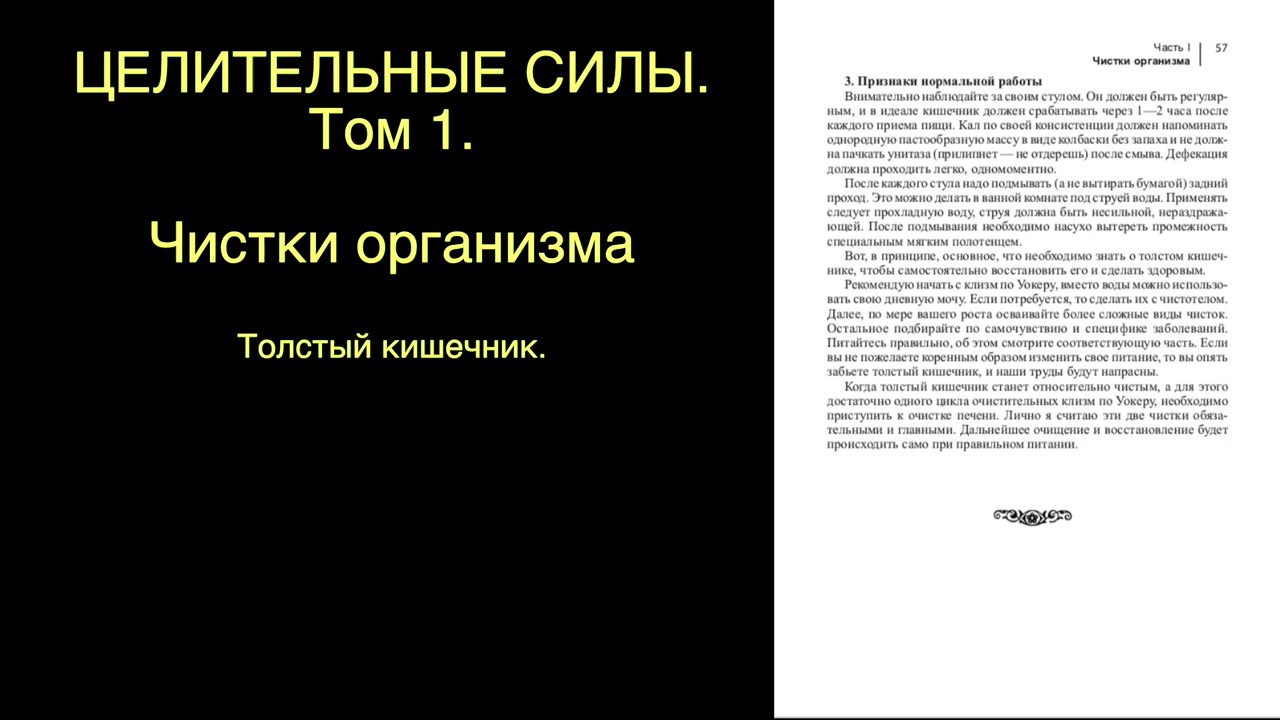 ЦЕЛИТЕЛЬНЫЕ СИЛЫ.
Том 1.
Чистки организма
Толстый кишечник.
Часть I
57
Чистки организма
3. Признаки нормальной работы
Внимательно наблюдайте за своим стулом. Он должен быть регуляр-
ным, и в идеале кишечник должен срабатывать через 1—2 часа после
каждого приема пищи. Кал по своей консистенции должен напоминать
однородную пастообразную массу в виде колбаски без запаха и не долж-
на пачкать унитаза (прилипнет — не отдерешь) после смыва. Дефекация
должна проходить легко, одномоментно.
После каждого стула надо подмывать (а не вытирать бумагой) задний
проход. Это можно делать в ванной комнате под струей воды. Применять
следует прохладную воду, струя должна быть несильной, нераздража-
ющей. После подмывания необходимо насухо вытереть промежность
специальным мягким полотенцем.
Вот, в принципе, основное, что необходимо знать о толстом кишеч-
нике, чтобы самостоятельно восстановить его и сделать здоровым.
Рекомендую начать с клизм по Уокеру, вместо воды можно использо-
вать свою дневную мочу. Если потребуется, то сделать их с чистотелом.
Далее, по мере вашего роста осваивайте более сложные виды чисток.
Остальное подбирайте по самочувствию и специфике заболеваний.
Питайтесь правильно, об этом смотрите соответствующую часть. Если
вы не пожелаете коренным образом изменить свое питание, то вы опять
забьете толстый кишечник, и наши труды будут напрасны.
Когда толстый кишечник станет относительно чистым, а для этого
достаточно одного цикла очистительных клизм по Уокеру, необходимо
приступить к очистке печени. Лично я считаю эти две чистки обяза-
тельными и главными. Дальнейшее очищение и восстановление будет
происходить само при правильном питании.